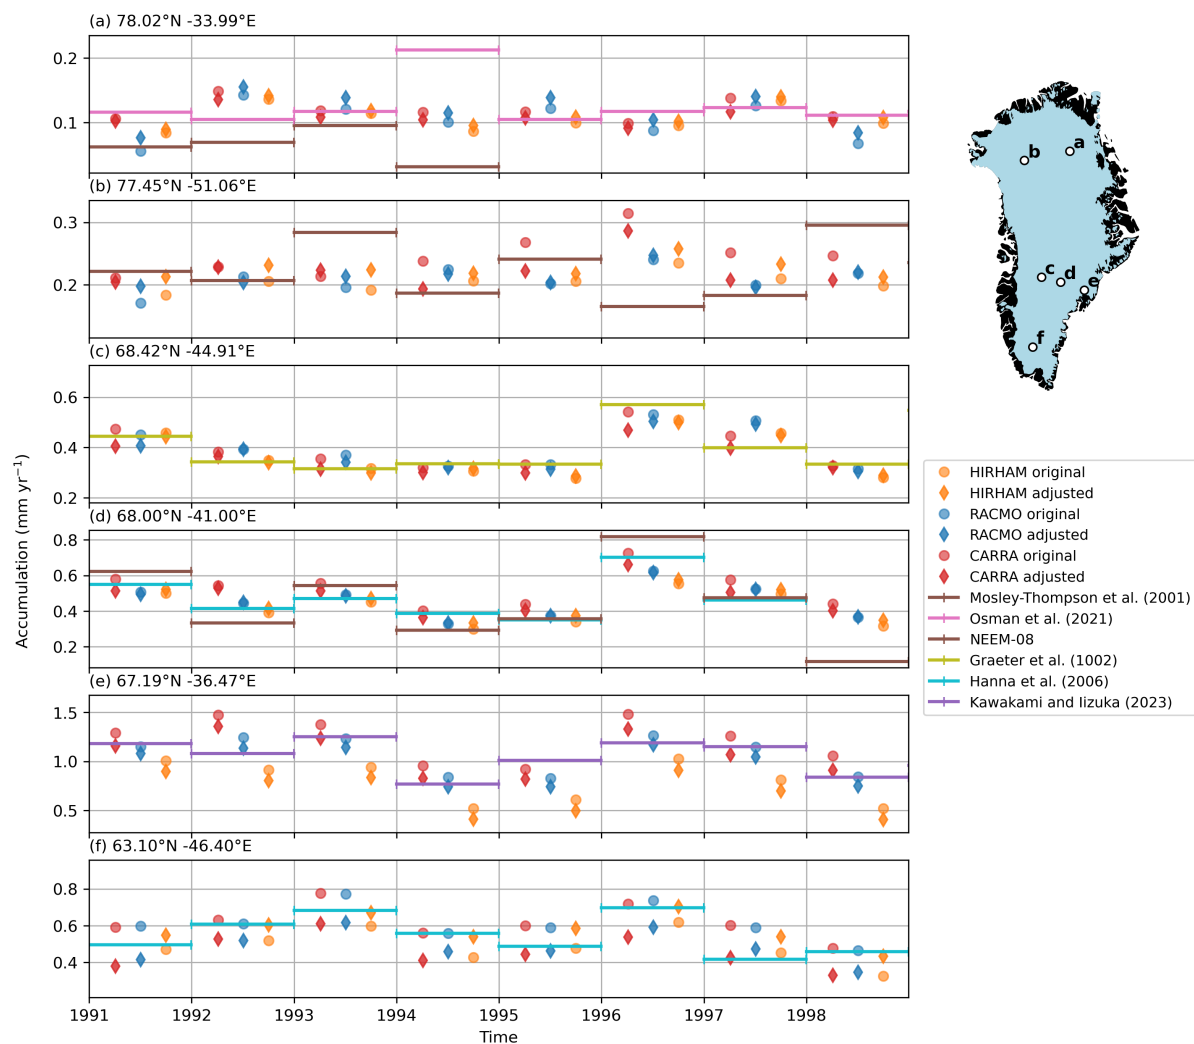 (a) 78.02°N -33.99°E
0.2
0.1
(b) 77.45°N -51.06°E
0.3
0.2
(c) 68.42°N -44.91°E
0.6
0.4
0.2
(d) 68.00°N -41.00°E
0.8
0.6
0.4
0.2
(e) 67.19°N -36.47°E
1.5
1.0
0.5
(f) 63.10°N -46.40°E
0.8
0.6
0.4
1991 1992 1993 1994 1995 1996 1997 1998
Time
Accumulation (mm yr⁻¹)
a
b
c
d
e
f
HIRHAM original
HIRHAM adjusted
RACMO original
RACMO adjusted
CARRA original
CARRA adjusted
Mosley-Thompson et al. (2001)
Osman et al. (2021)
NEEM-08
Graeter et al. (1002)
Hanna et al. (2006)
Kawakami and Iizuka (2023)